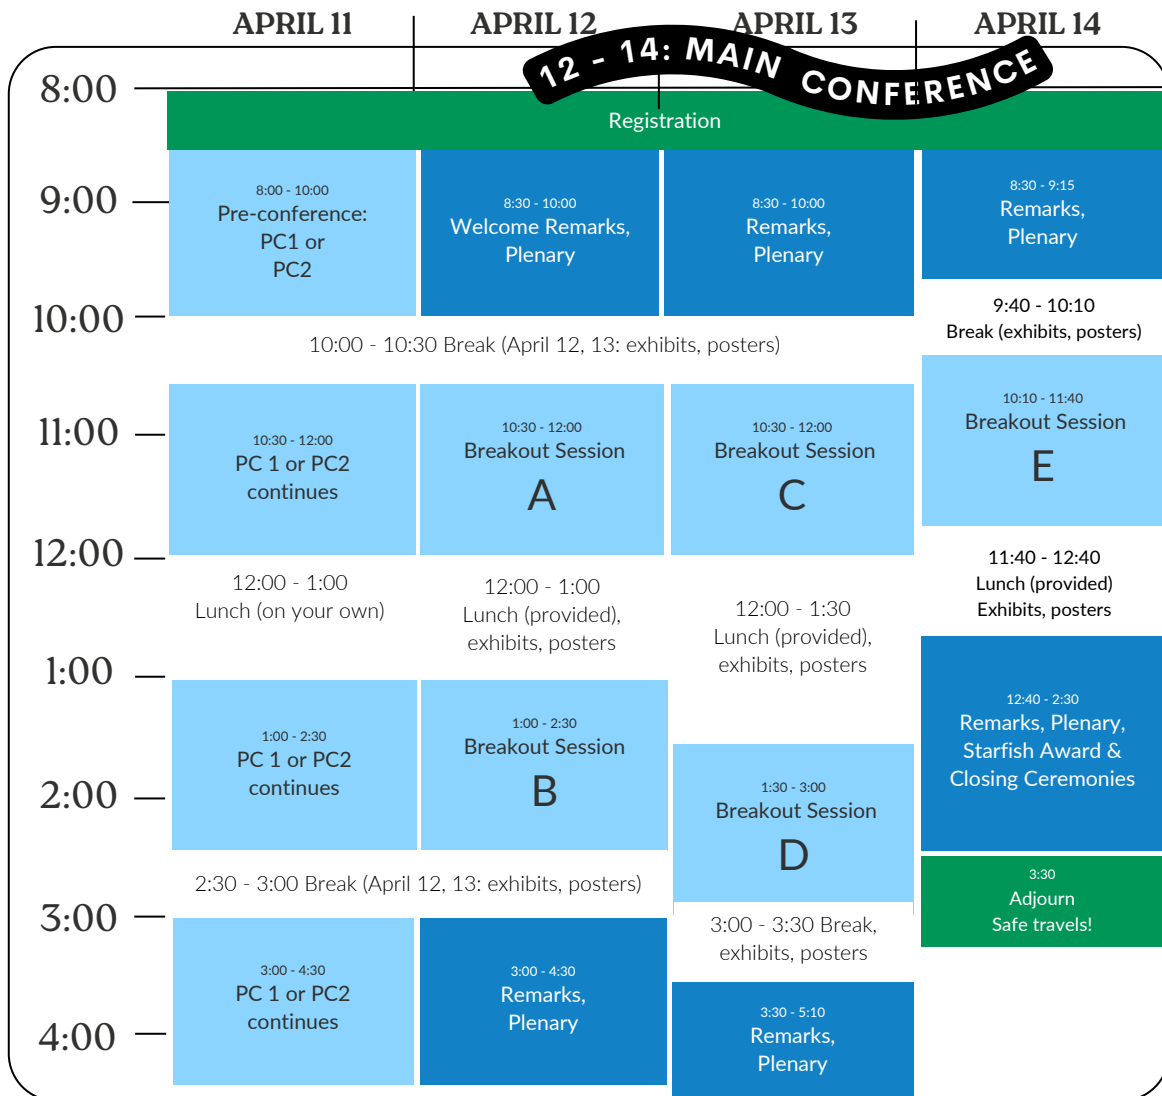 APRIL 11
APRIL 12
APRIL 13
APRIL 14
12 - 14: MAIN CONFERENCE
8:00
Registration
9:00
8:00 - 10:00
Pre-conference:
PC1 or
PC2
8:30 - 10:00
Welcome Remarks,
Plenary
8:30 - 10:00
Remarks,
Plenary
8:30 - 9:15
Remarks,
Plenary
10:00
10:00 - 10:30 Break (April 12, 13: exhibits, posters)
9:40 - 10:10
Break (exhibits, posters)
11:00
10:30 - 12:00
PC 1 or PC2
continues
10:30 - 12:00
Breakout Session
A
10:30 - 12:00
Breakout Session
C
10:10 - 11:40
Breakout Session
E
12:00
12:00 - 1:00
Lunch (on your own)
12:00 - 1:00
Lunch (provided),
exhibits, posters
12:00 - 1:30
Lunch (provided),
exhibits, posters
11:40 - 12:40
Lunch (provided)
Exhibits, posters
1:00
1:00 - 2:30
PC 1 or PC2
continues
1:00 - 2:30
Breakout Session
B
1:30 - 3:00
Breakout Session
D
12:40 - 2:30
Remarks, Plenary,
Starfish Award &
Closing Ceremonies
2:00
2:30 - 3:00 Break (April 12, 13: exhibits, posters)
3:30
Adjourn
Safe travels!
3:00
3:00 - 3:30 Break,
exhibits, posters
3:00 - 4:30
PC 1 or PC2
continues
3:00 - 4:30
Remarks,
Plenary
3:30 - 5:10
Remarks,
Plenary
4:00